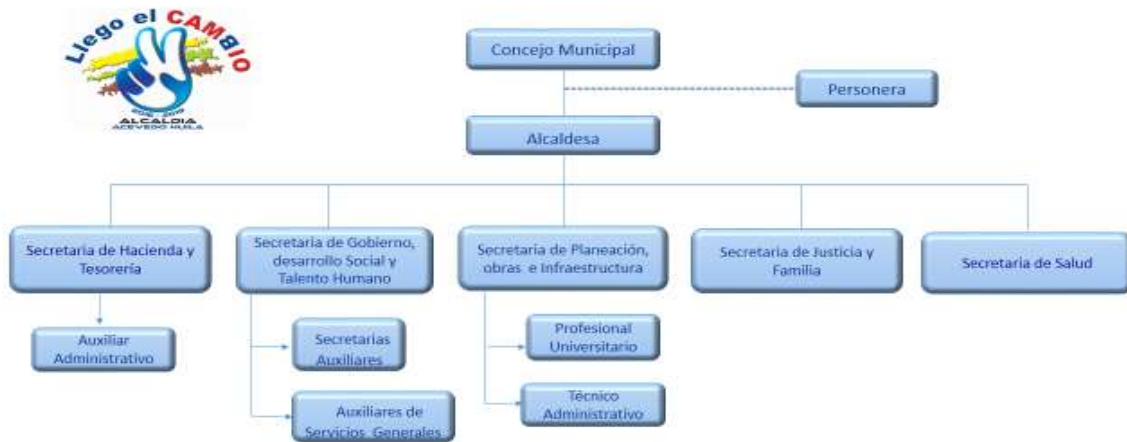 Llego el CAMBIO
2016 - 2019
ALCALDIA
ACEVEDO HUILA
Concejo Municipal
Personera
Alcaldesa
Secretaria de Hacienda y
Tesorería
Secretaria de Gobierno,
desarrollo Social y
Talento Humano
Secretaria de Planeación,
obras e Infraestructura
Secretaria de Justicia y
Familia
Secretaria de Salud
Auxiliar
Administrativo
Secretarias
Auxiliares
Auxiliares de
Servicios Generales
Profesional
Universitario
Técnico
Administrativo